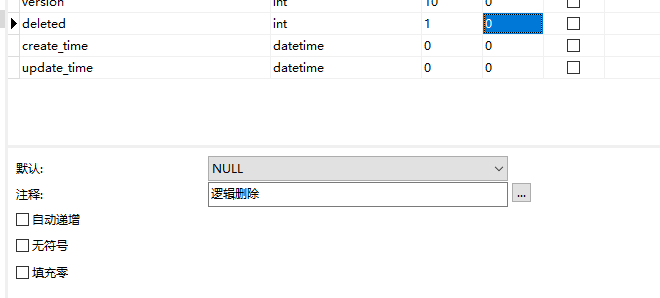 version int 10 0
deleted int 1 0
create_time datetime 0 0
update_time datetime 0 0
默认: NULL
注释: 逻辑删除 ...
自动递增
无符号
填充零